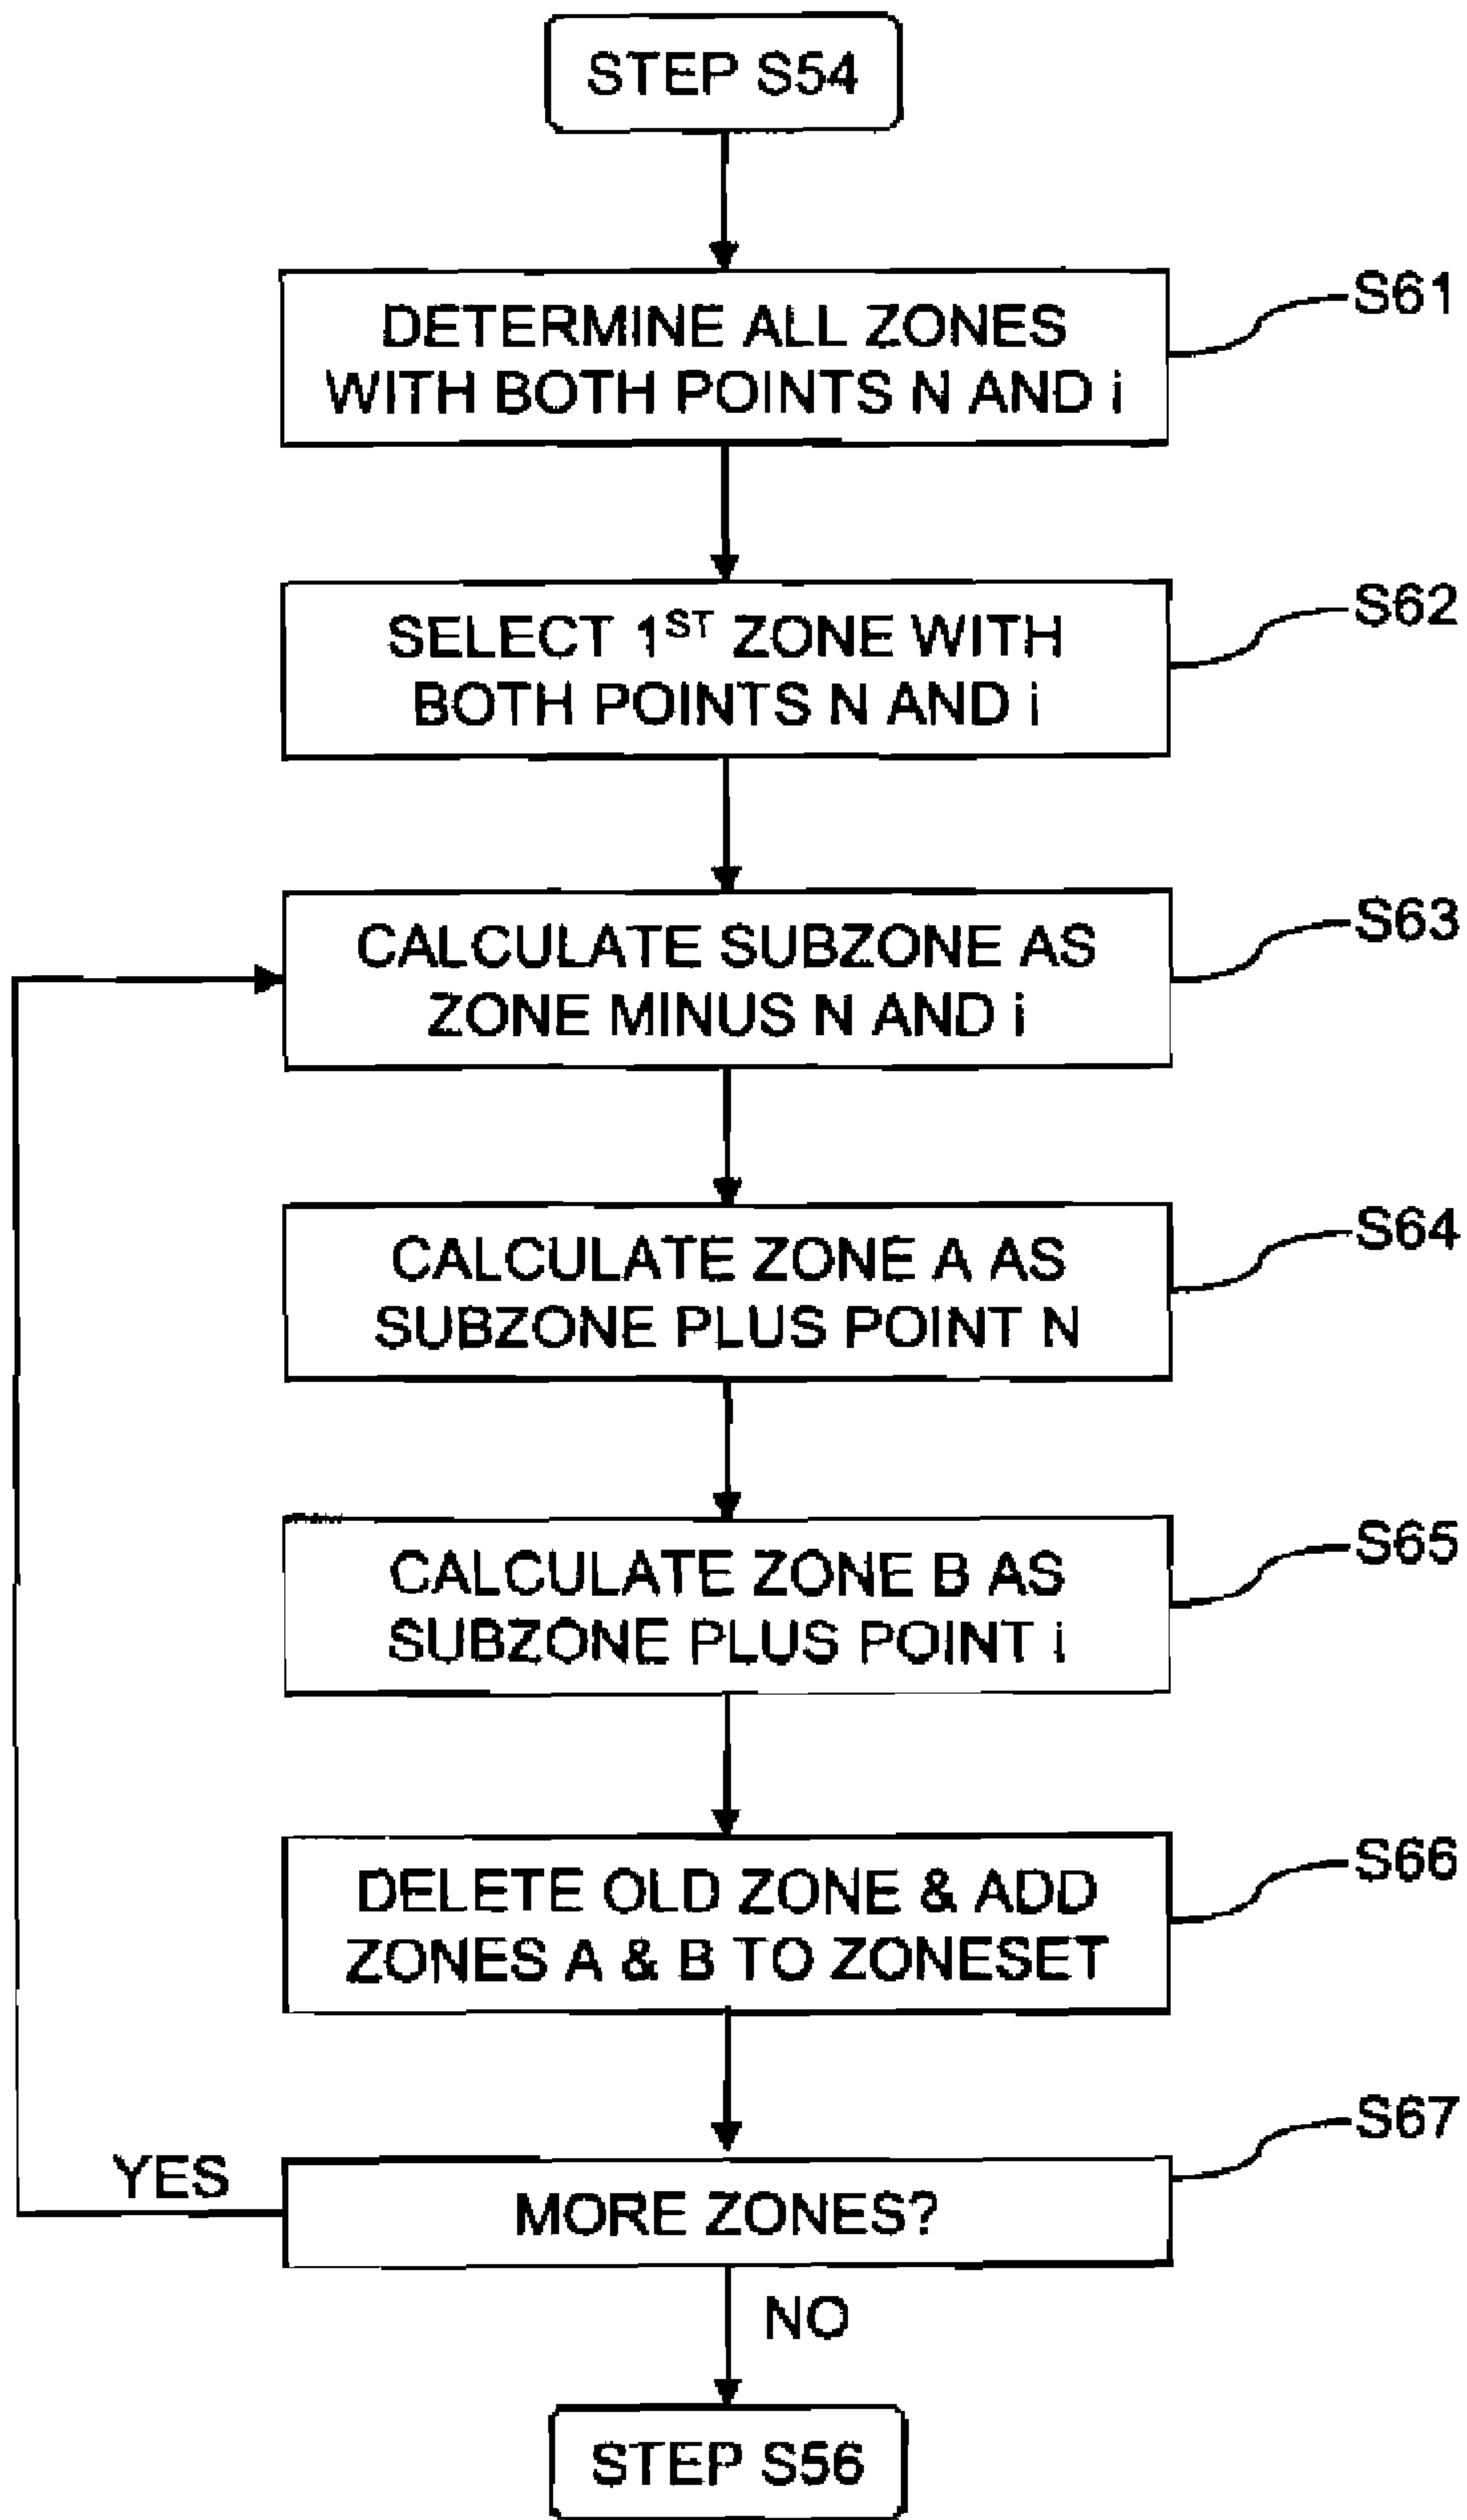 STEP S54
DETERMINE ALL ZONES
WITH BOTH POINTS N AND i
S61
SELECT 1ST ZONE WITH
BOTH POINTS N AND i
S62
CALCULATE SUBZONE AS
ZONE MINUS N AND i
S63
CALCULATE ZONE A AS
SUBZONE PLUS POINT N
S64
CALCULATE ZONE B AS
SUBZONE PLUS POINT i
S65
DELETE OLD ZONE & ADD
ZONES A & B TO ZONESET
S66
MORE ZONES?
S67
YES
NO
STEP S56